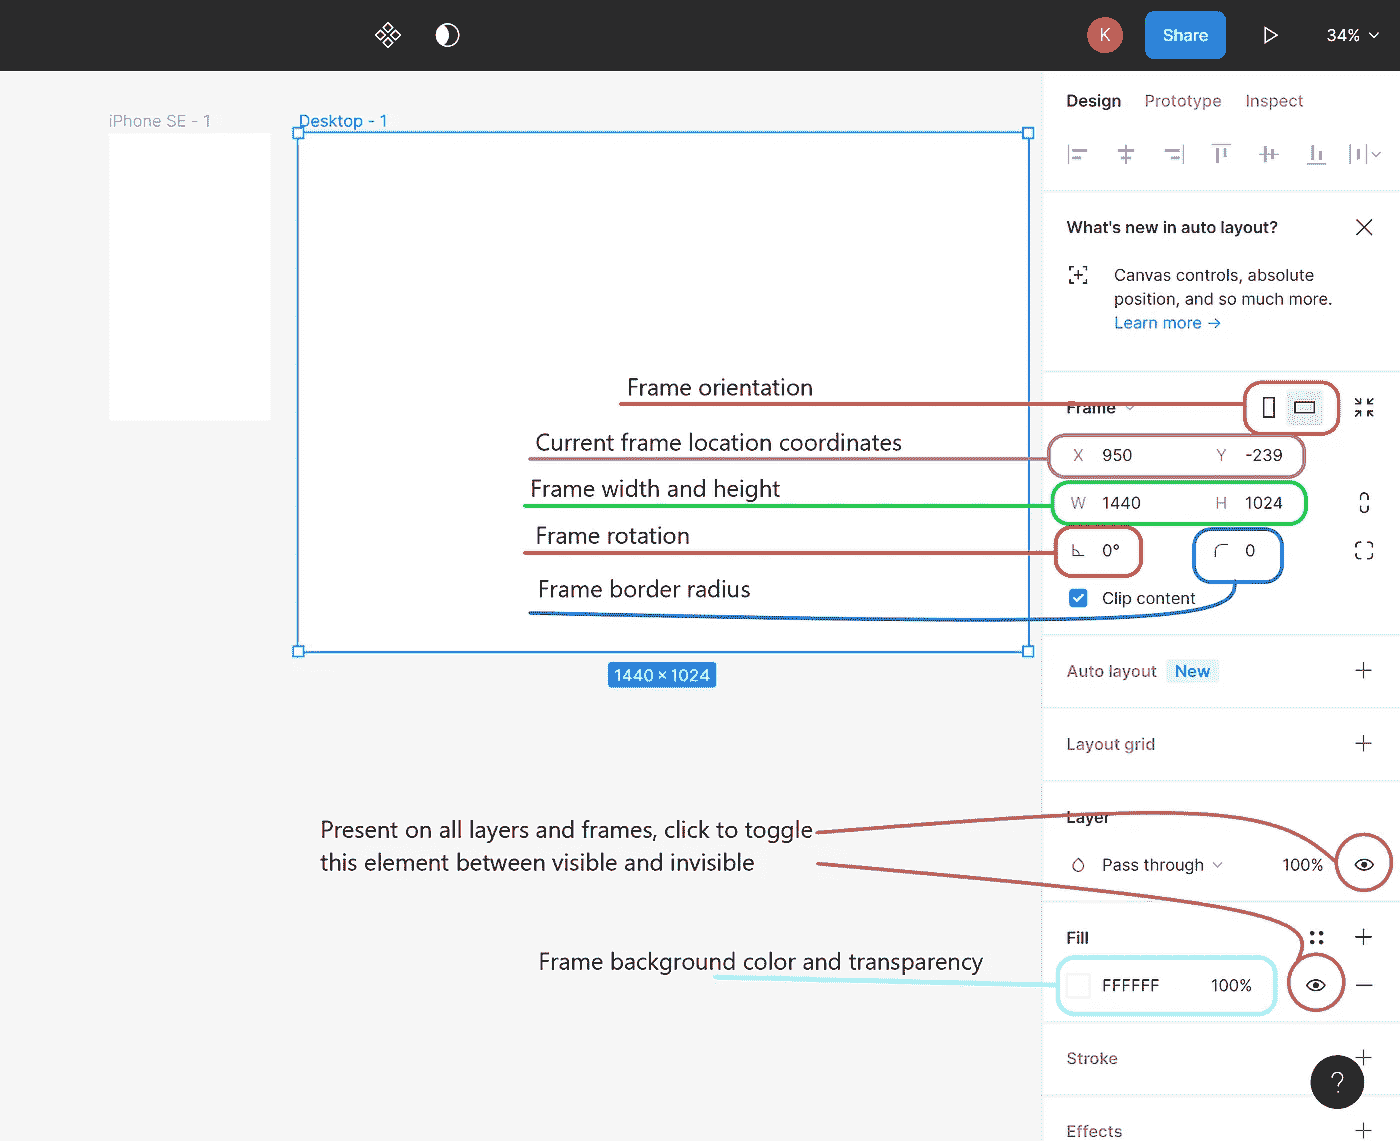 K
Share
34%
Design Prototype Inspect
iPhone SE - 1
Desktop - 1
What's new in auto layout?
Canvas controls, absolute
position, and so much more.
Learn more →
Frame orientation
Frame
Current frame location coordinates
X 950 Y -239
Frame width and height
W 1440 H 1024
Frame rotation
0° 0
Frame border radius
Clip content
1440 × 1024
Auto layout New
Layout grid
Present on all layers and frames, click to toggle
this element between visible and invisible
Layer
Pass through 100%
Fill
Frame background color and transparency
FFFFFF 100%
Stroke
?
Effects